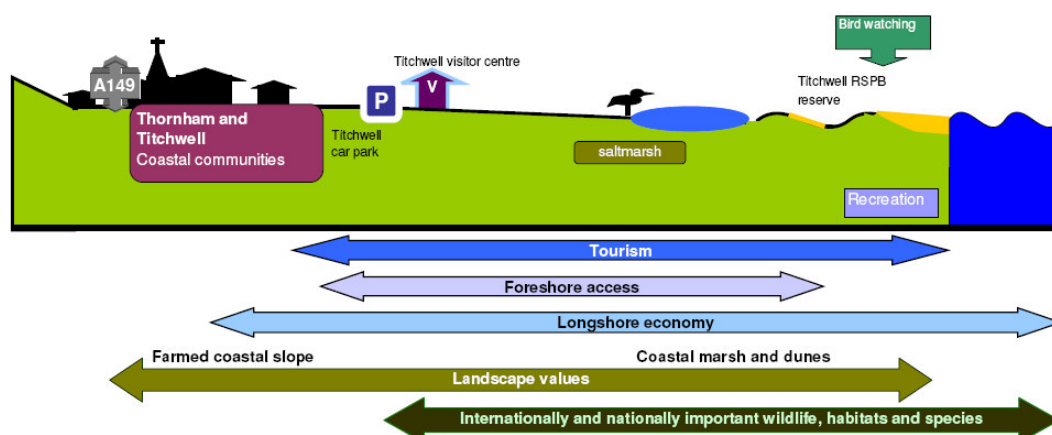 Bird watching
A149
Titchwell visitor centre
V
Titchwell RSPB
reserve
P
Thornham and
Titchwell
Coastal communities
Titchwell
car park
saltmarsh
Recreation
Tourism
Foreshore access
Longshore economy
Farmed coastal slope
Coastal marsh and dunes
Landscape values
Internationally and nationally important wildlife, habitats and species